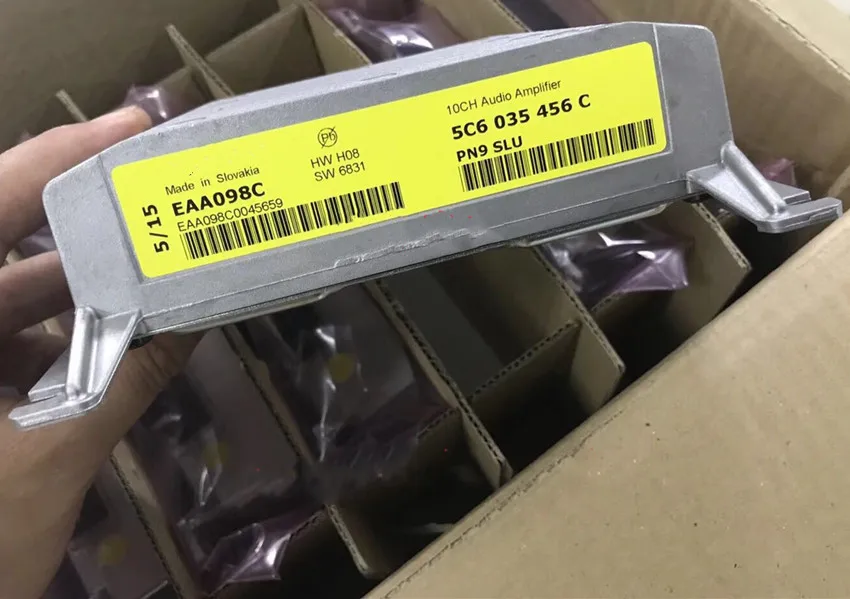 5/15
Made in Slovakia
EAA098C
EAA098C0045659
Pb
HW H08
SW 6831
10CH Audio Amplifier
5C6 035 456 C
PN9 SLU